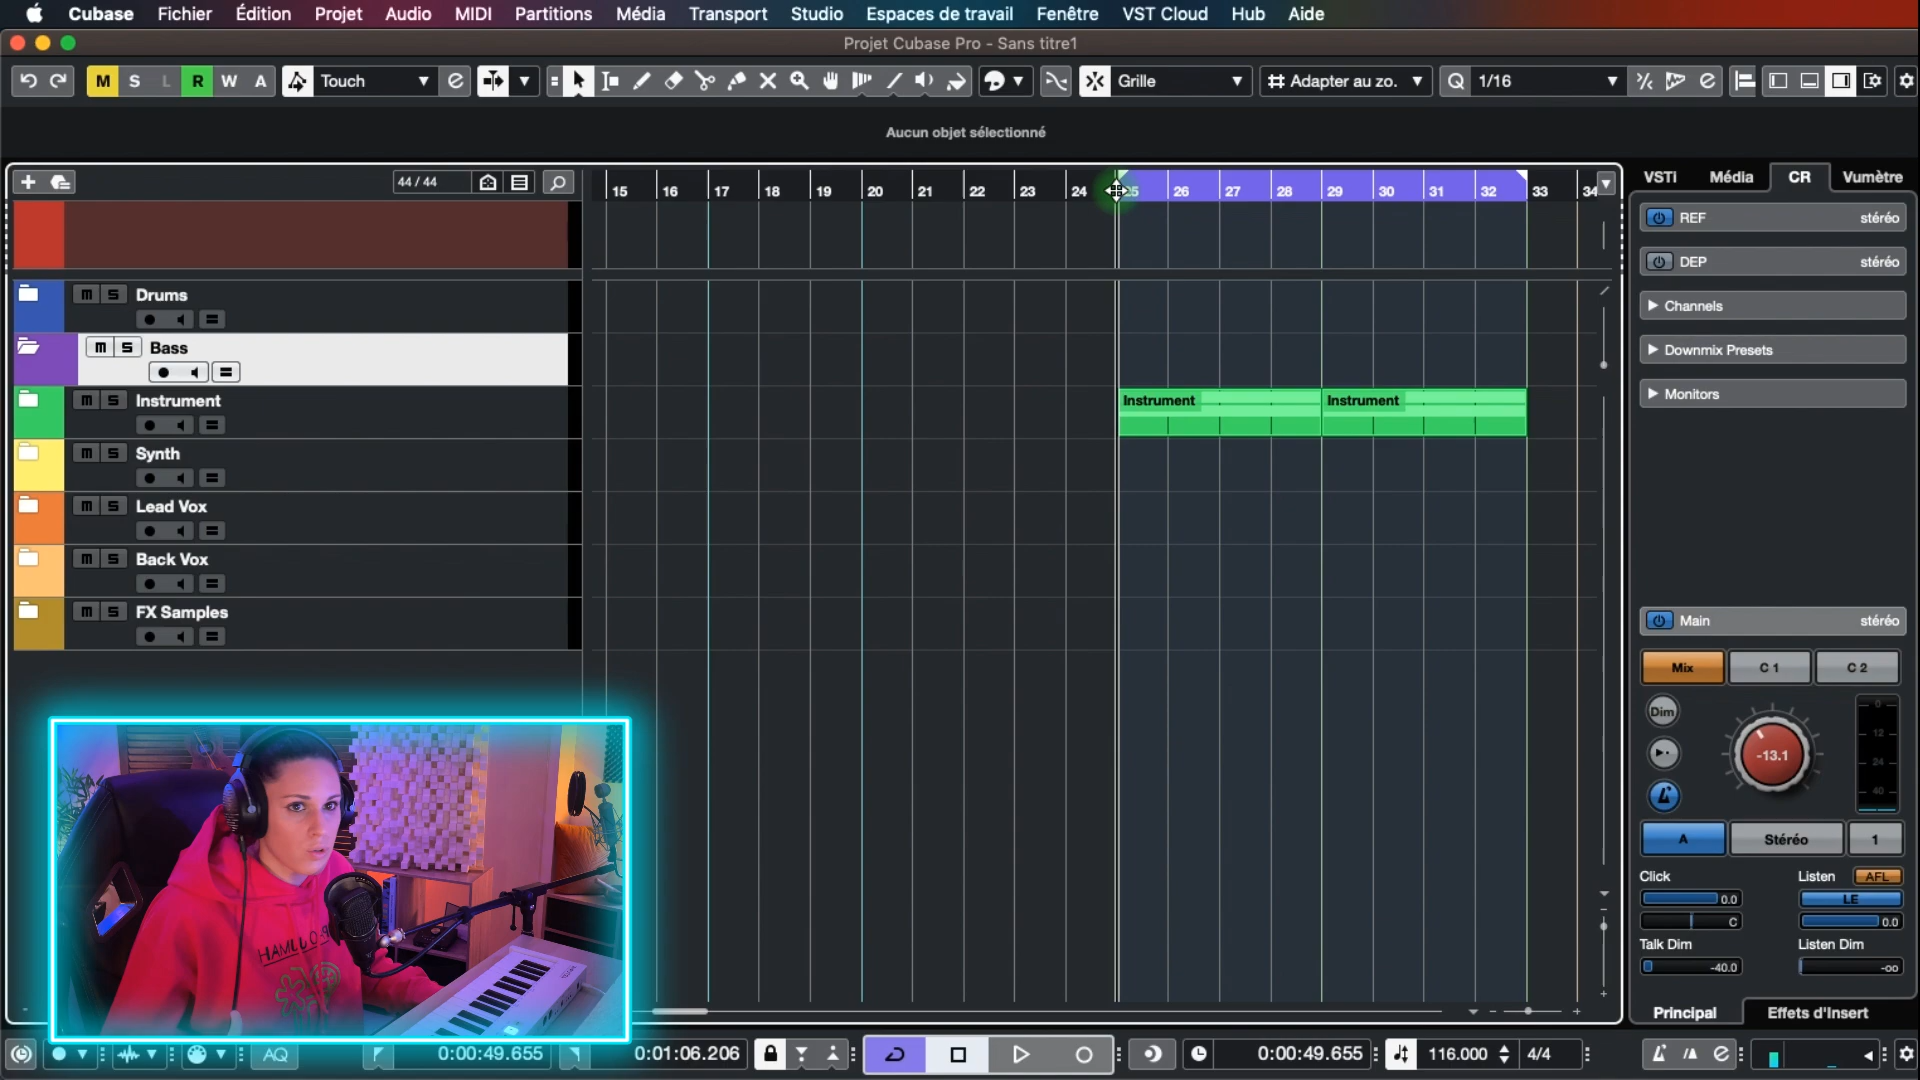 Cubase Fichier Édition Projet Audio MIDI Partitions Média Transport Studio Espaces de travail Fenêtre VST Cloud Hub Aide
Projet Cubase Pro - Sans titre1
M S L R W A Touch e Grille Adapter au zo. Q 1/16 e
Aucun objet sélectionné
44 / 44
15 16 17 18 19 20 21 22 23 24 25 26 27 28 29 30 31 32 33 34
VSTi Média CR Vumètre
REF stéréo
DEP stéréo
Channels
Downmix Presets
Monitors
m S Drums
m S Bass
m S Instrument
Instrument Instrument
m S Synth
m S Lead Vox
m S Back Vox
m S FX Samples
Main stéréo
Mix C 1 C 2
Dim
-13.1
0
12
24
40
A Stéréo 1
Click Listen AFL
0.0 LE
C 0.0
Talk Dim Listen Dim
-40.0 -oo
Principal Effets d'Insert
AQ 0:00:49.655 0:01:06.206 0:00:49.655 116.000 4/4